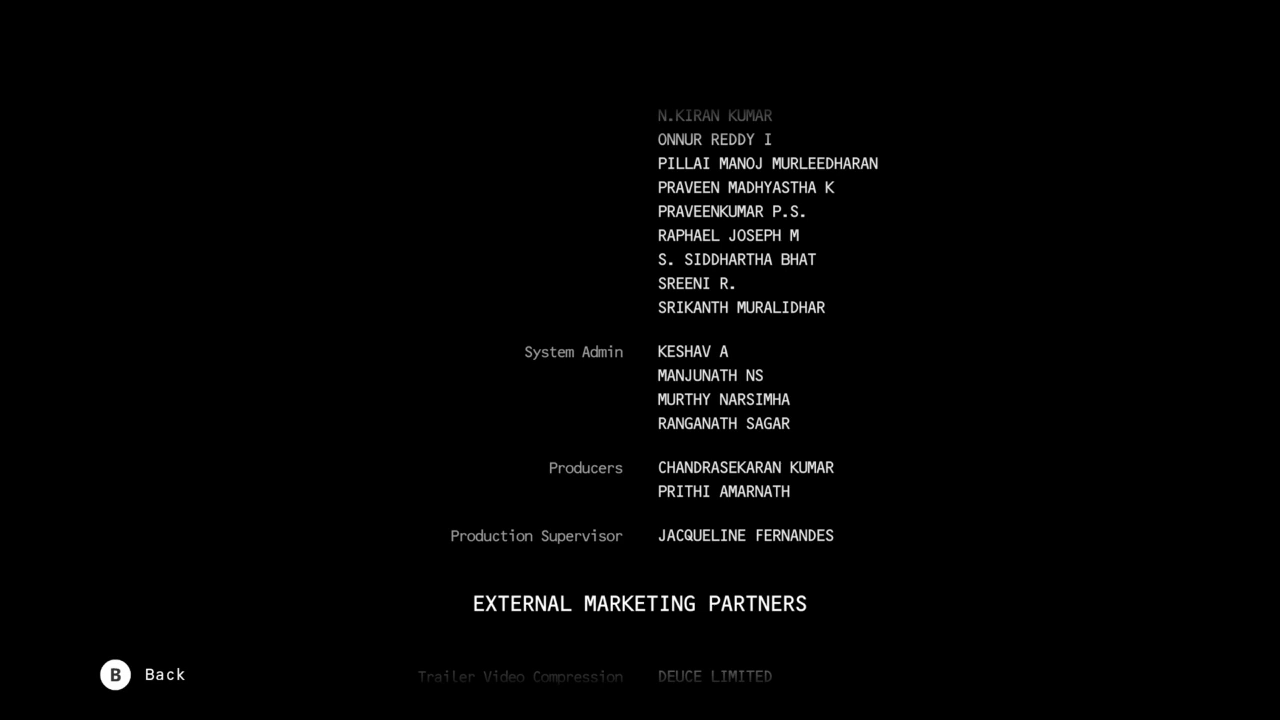 N.KIRAN KUMAR
ONNUR REDDY I
PILLAI MANOJ MURLEEDHARAN
PRAVEEN MADHYASTHA K
PRAVEENKUMAR P.S.
RAPHAEL JOSEPH M
S. SIDDHARTHA BHAT
SREENI R.
SRIKANTH MURALIDHAR
System Admin KESHAV A
MANJUNATH NS
MURTHY NARSIMHA
RANGANATH SAGAR
Producers CHANDRASEKARAN KUMAR
PRITHI AMARNATH
Production Supervisor JACQUELINE FERNANDES
EXTERNAL MARKETING PARTNERS
Trailer Video Compression DEUCE LIMITED
B Back